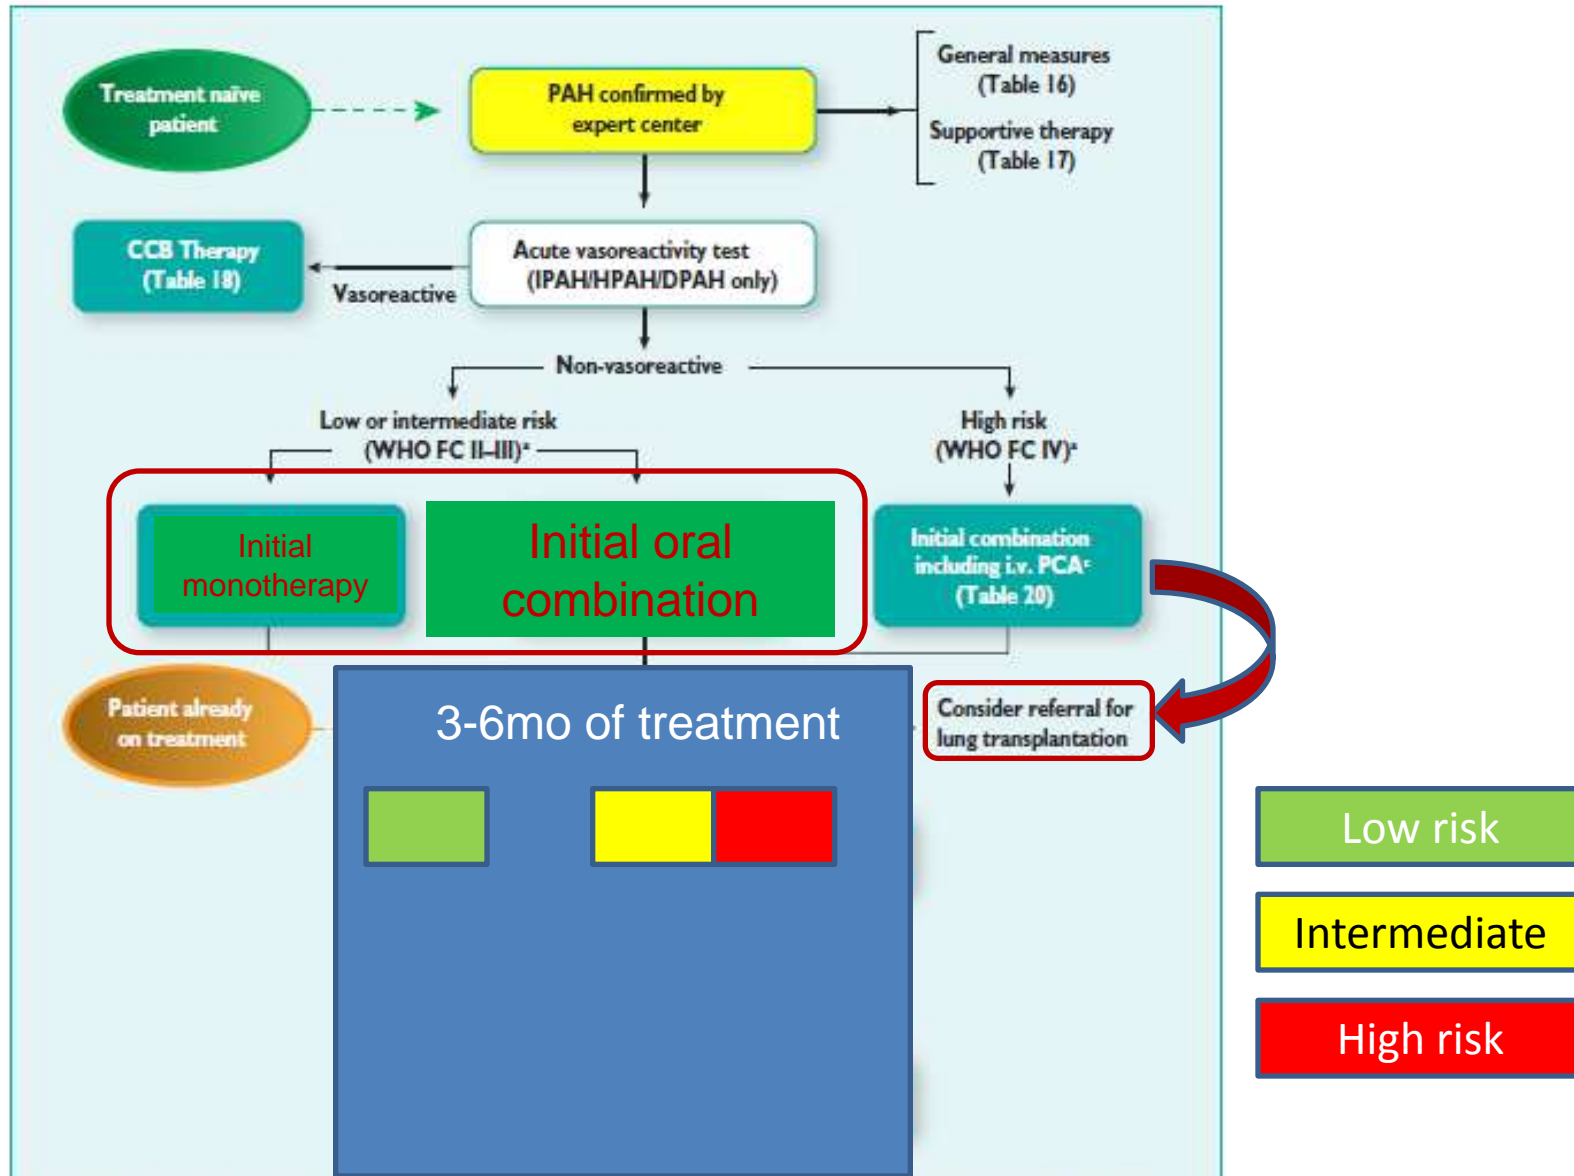 Treatment naïve
patient
PAH confirmed by
expert center
General measures
(Table 16)
Supportive therapy
(Table 17)
CCB Therapy
(Table 18)
Vasoreactive
Acute vasoreactivity test
(IPAH/HPAH/DPAH only)
Non-vasoreactive
Low or intermediate risk
(WHO FC II–III)ᵃ
High risk
(WHO FC IV)ᵃ
Initial
monotherapy
Initial oral
combination
Initial combination
including i.v. PCAᶜ
(Table 20)
Patient already
on treatment
3-6mo of treatment
Consider referral for
lung transplantation
Low risk
Intermediate
High risk